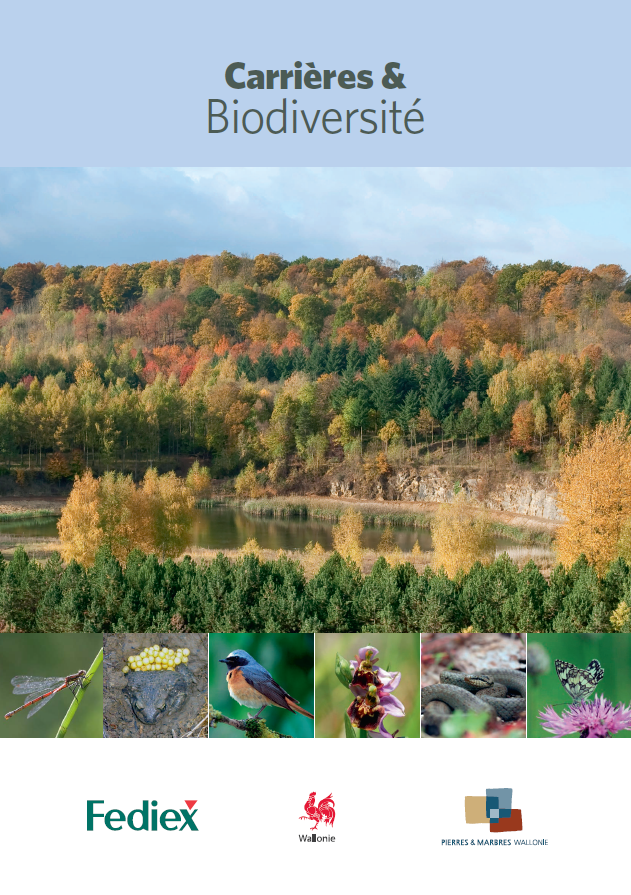 Carrières &
Biodiversité
Fediex
Wallonie
PIERRES & MARBRES WALLONIE